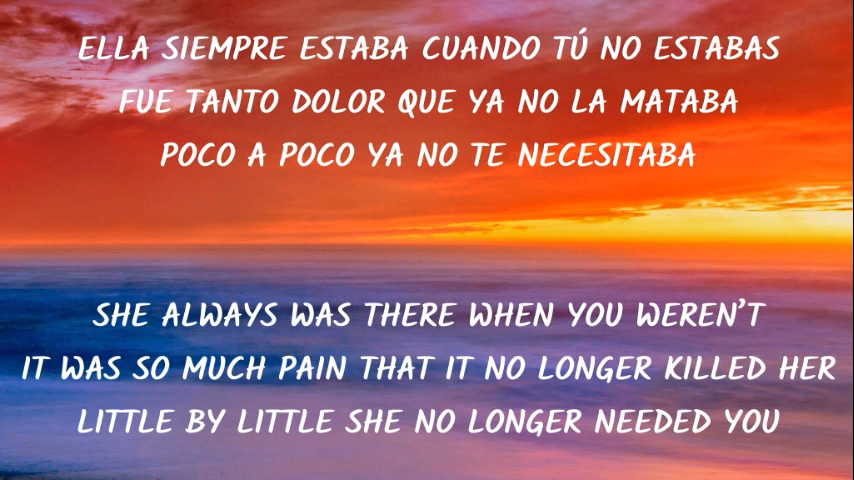 ELLA SIEMPRE ESTABA CUANDO TÚ NO ESTABAS
FUE TANTO DOLOR QUE YA NO LA MATABA
POCO A POCO YA NO TE NECESITABA
SHE ALWAYS WAS THERE WHEN YOU WEREN'T
IT WAS SO MUCH PAIN THAT IT NO LONGER KILLED HER
LITTLE BY LITTLE SHE NO LONGER NEEDED YOU